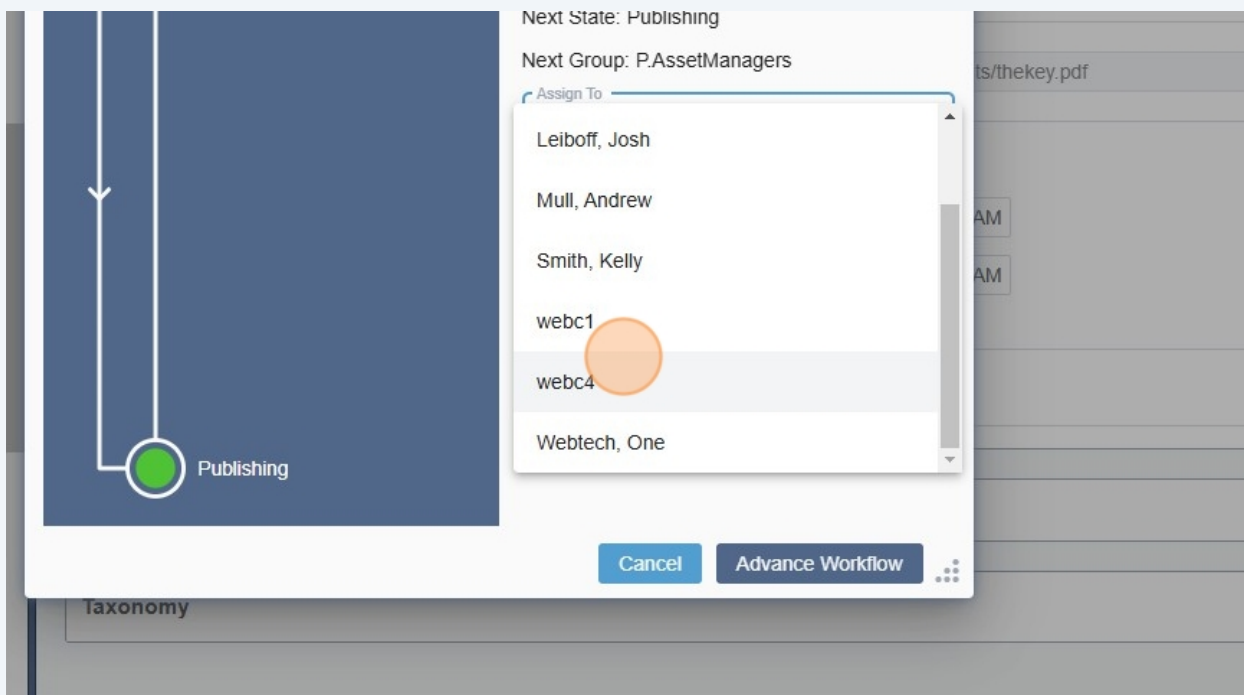 Next State: Publishing
Next Group: P.AssetManagers
ts/thekey.pdf
Assign To
Leiboff, Josh
Mull, Andrew
AM
Smith, Kelly
AM
webc1
webc4
Webtech, One
Publishing
Cancel
Advance Workflow
Taxonomy